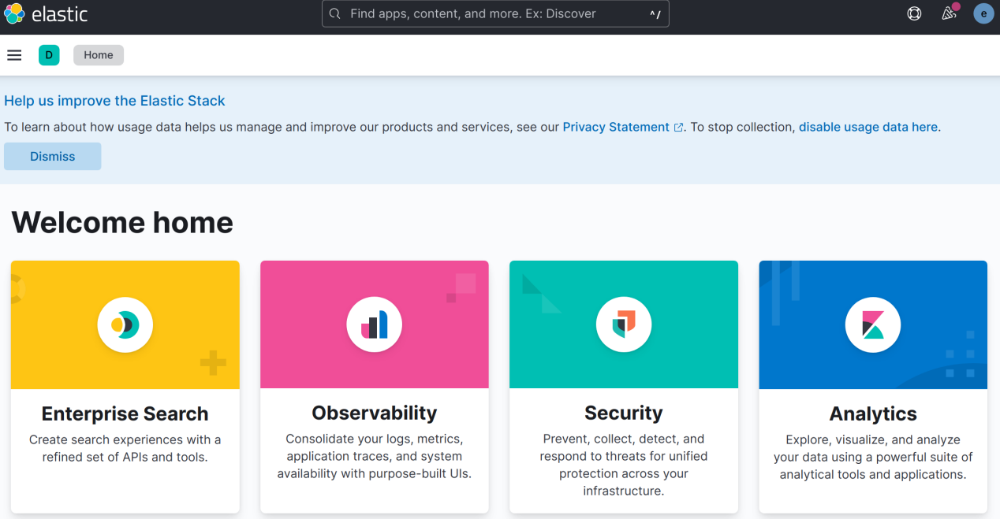 elastic
Find apps, content, and more. Ex: Discover ^/
e
D Home
Help us improve the Elastic Stack
To learn about how usage data helps us manage and improve our products and services, see our Privacy Statement. To stop collection, disable usage data here.
Dismiss
Welcome home
Enterprise Search
Create search experiences with a
refined set of APIs and tools.
Observability
Consolidate your logs, metrics,
application traces, and system
availability with purpose-built UIs.
Security
Prevent, collect, detect, and
respond to threats for unified
protection across your
infrastructure.
Analytics
Explore, visualize, and analyze
your data using a powerful suite of
analytical tools and applications.